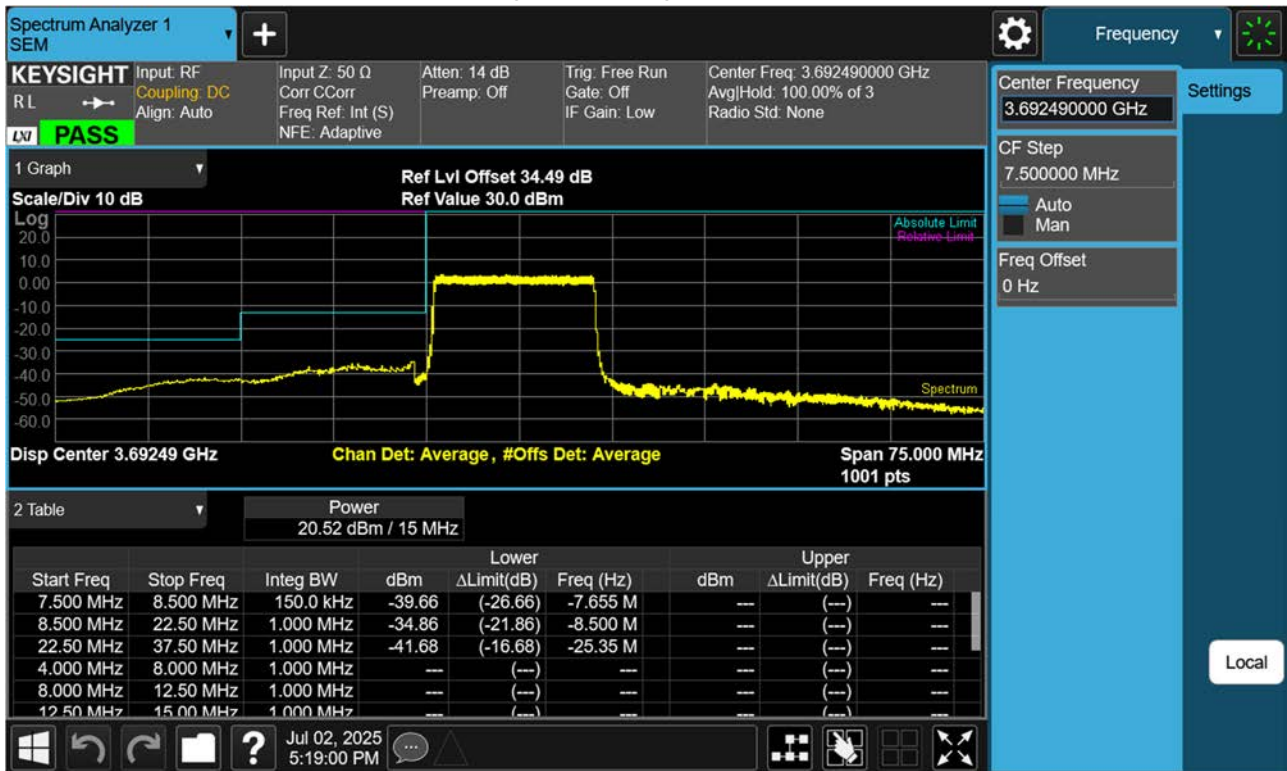 Spectrum Analyzer 1
SEM
+
Frequency
KEYSIGHT
RL
LXI PASS
Input: RF
Coupling: DC
Align: Auto
Input Z: 50 Ω
Corr CCorr
Freq Ref: Int (S)
NFE: Adaptive
Atten: 14 dB
Preamp: Off
Trig: Free Run
Gate: Off
IF Gain: Low
Center Freq: 3.692490000 GHz
Avg|Hold: 100.00% of 3
Radio Std: None
Center Frequency
3.692490000 GHz
Settings
CF Step
7.500000 MHz
Auto
Man
Freq Offset
0 Hz
Local
1 Graph
Scale/Div 10 dB
Ref Lvl Offset 34.49 dB
Ref Value 30.0 dBm
Log
20.0
10.0
0.00
-10.0
-20.0
-30.0
-40.0
-50.0
-60.0
Absolute Limit
Relative Limit
Spectrum
Disp Center 3.69249 GHz
Chan Det: Average, #Offs Det: Average
Span 75.000 MHz
1001 pts
2 Table
Power
20.52 dBm / 15 MHz
Lower Upper
Start Freq Stop Freq Integ BW dBm ΔLimit(dB) Freq (Hz) dBm ΔLimit(dB) Freq (Hz)
7.500 MHz 8.500 MHz 150.0 kHz -39.66 (-26.66) -7.655 M --- (---) ---
8.500 MHz 22.50 MHz 1.000 MHz -34.86 (-21.86) -8.500 M --- (---) ---
22.50 MHz 37.50 MHz 1.000 MHz -41.68 (-16.68) -25.35 M --- (---) ---
4.000 MHz 8.000 MHz 1.000 MHz --- (---) --- --- (---) ---
8.000 MHz 12.50 MHz 1.000 MHz --- (---) --- --- (---) ---
12.50 MHz 15.00 MHz 1.000 MHz --- (---) --- --- (---) ---
?
Jul 02, 2025
5:19:00 PM